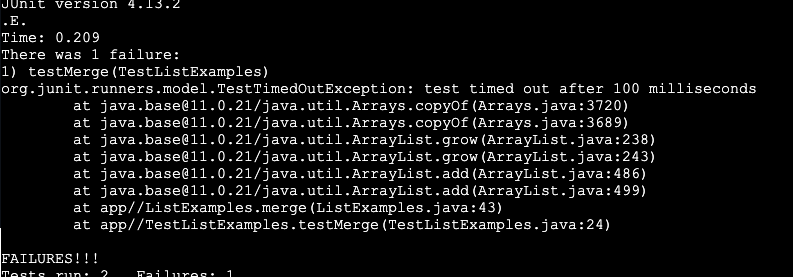 JUnit version 4.13.2
.E.
Time: 0.209
There was 1 failure:
1) testMerge(TestListExamples)
org.junit.runners.model.TestTimedOutException: test timed out after 100 milliseconds
        at java.base@11.0.21/java.util.Arrays.copyOf(Arrays.java:3720)
        at java.base@11.0.21/java.util.Arrays.copyOf(Arrays.java:3689)
        at java.base@11.0.21/java.util.ArrayList.grow(ArrayList.java:238)
        at java.base@11.0.21/java.util.ArrayList.grow(ArrayList.java:243)
        at java.base@11.0.21/java.util.ArrayList.add(ArrayList.java:486)
        at java.base@11.0.21/java.util.ArrayList.add(ArrayList.java:499)
        at app//ListExamples.merge(ListExamples.java:43)
        at app//TestListExamples.testMerge(TestListExamples.java:24)
FAILURES!!!
Tests run: 2,  Failures: 1